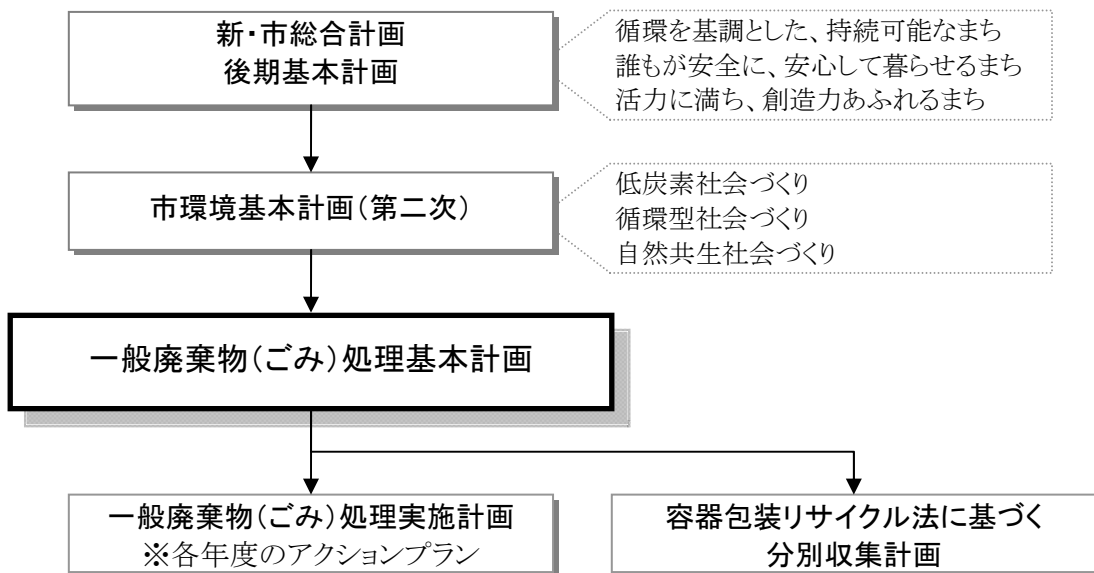 新・市総合計画
後期基本計画
循環を基調とした、持続可能なまち
誰もが安全に、安心して暮らせるまち
活力に満ち、創造力あふれるまち
市環境基本計画(第二次)
低炭素社会づくり
循環型社会づくり
自然共生社会づくり
一般廃棄物(ごみ)処理基本計画
一般廃棄物(ごみ)処理実施計画
※各年度のアクションプラン
容器包装リサイクル法に基づく
分別収集計画